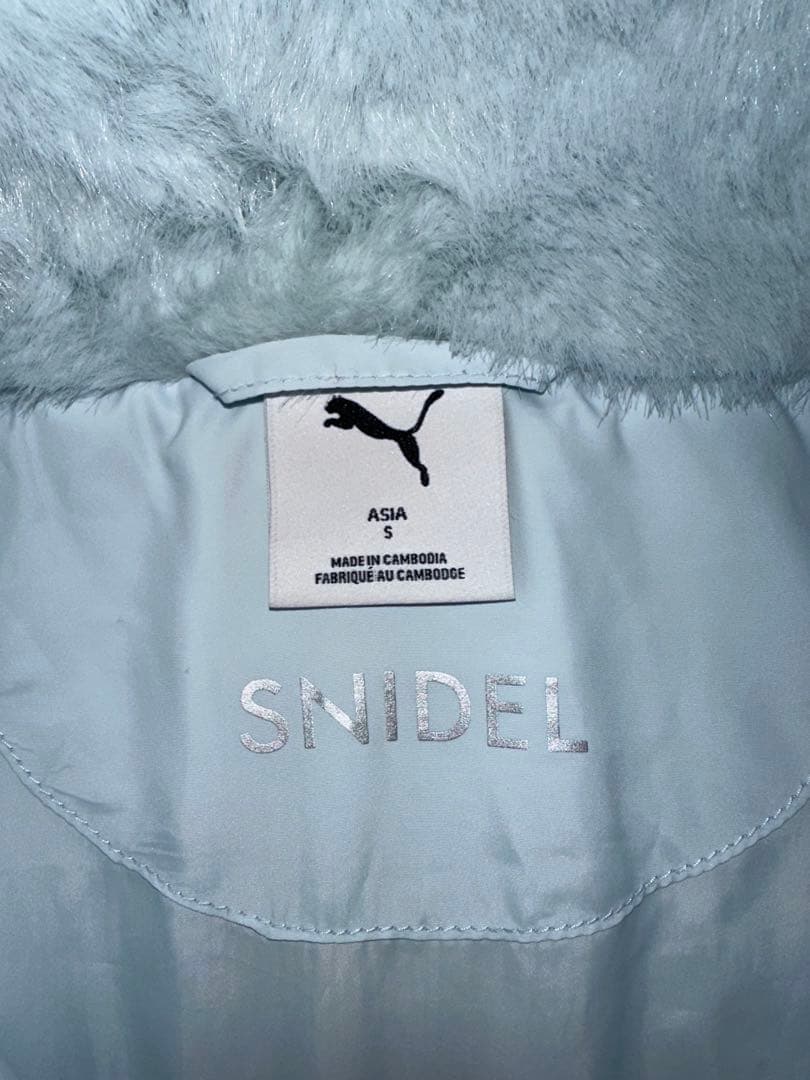 ASIA
S
MADE IN CAMBODIA
FABRIQUÉ AU CAMBODGE
SNIDEL